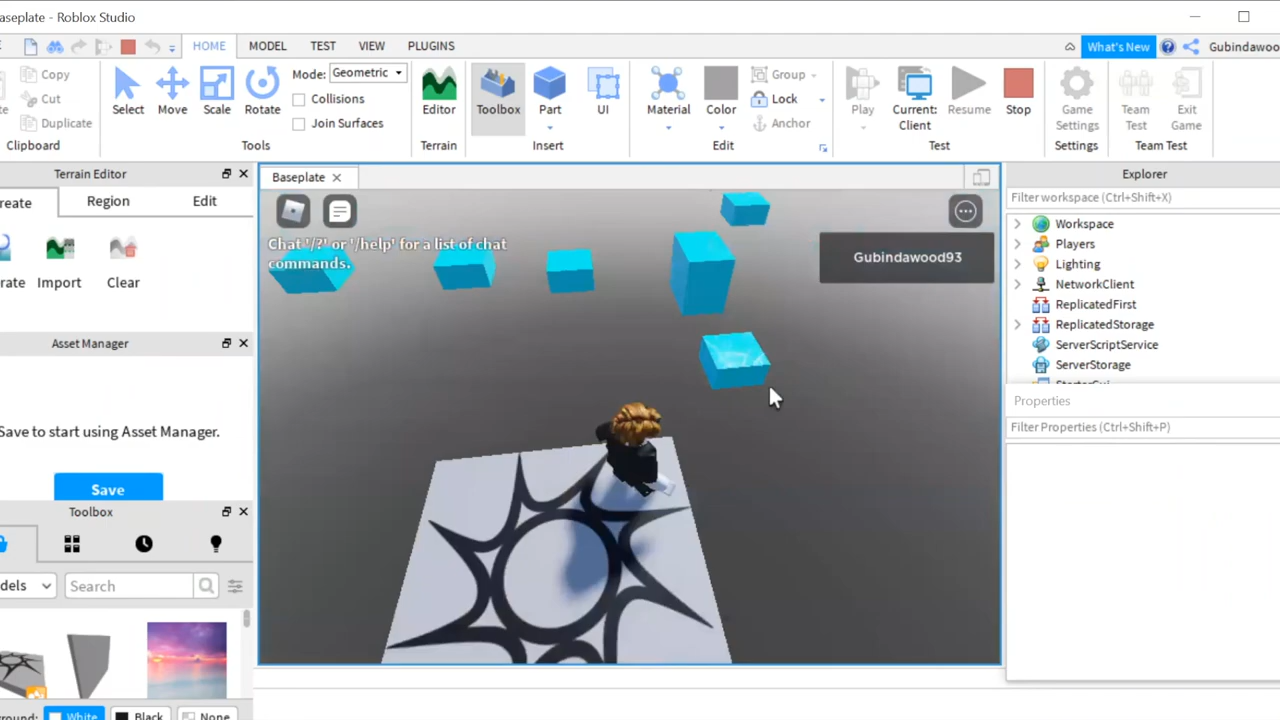 aseplate - Roblox Studio
HOME MODEL TEST VIEW PLUGINS What's New Gubindawoo
Copy
Cut
Duplicate
Clipboard
Select Move Scale Rotate
Mode: Geometric
Collisions
Join Surfaces
Tools
Editor
Terrain
Toolbox Part UI
Insert
Material Color
Group
Lock
Anchor
Edit
Play Current: Client Resume Stop
Test
Game Settings
Settings
Team Test Exit Game
Team Test
Terrain Editor
reate Region Edit
rate Import Clear
Asset Manager
Save to start using Asset Manager.
Save
Toolbox
dels Search
round: White Black None
Baseplate
Chat '/?' or '/help' for a list of chat
commands.
Gubindawood93
Explorer
Filter workspace (Ctrl+Shift+X)
Workspace
Players
Lighting
NetworkClient
ReplicatedFirst
ReplicatedStorage
ServerScriptService
ServerStorage
StarterGui
Properties
Filter Properties (Ctrl+Shift+P)